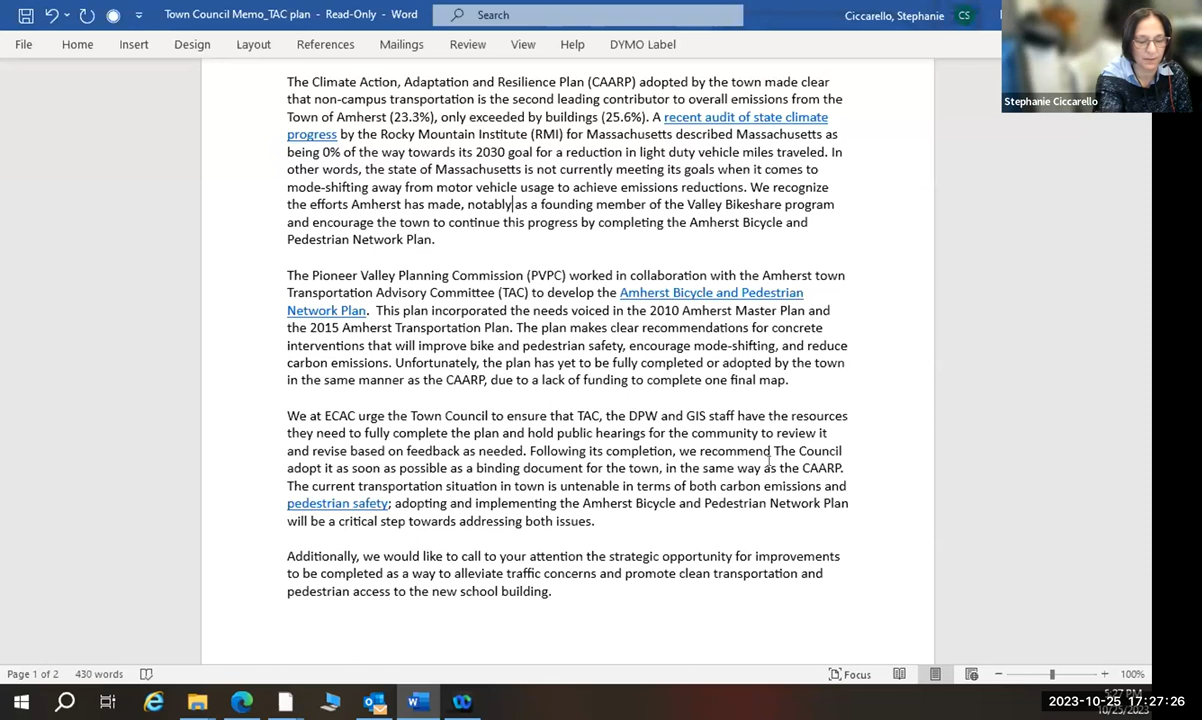 Town Council Memo_TAC plan - Read-Only - Word
Search
Ciccarello, Stephanie
CS
File Home Insert Design Layout References Mailings Review View Help DYMO Label
Stephanie Ciccarello
The Climate Action, Adaptation and Resilience Plan (CAARP) adopted by the town made clear
that non-campus transportation is the second leading contributor to overall emissions from the
Town of Amherst (23.3%), only exceeded by buildings (25.6%). A recent audit of state climate
progress by the Rocky Mountain Institute (RMI) for Massachusetts described Massachusetts as
being 0% of the way towards its 2030 goal for a reduction in light duty vehicle miles traveled. In
other words, the state of Massachusetts is not currently meeting its goals when it comes to
mode-shifting away from motor vehicle usage to achieve emissions reductions. We recognize
the efforts Amherst has made, notably as a founding member of the Valley Bikeshare program
and encourage the town to continue this progress by completing the Amherst Bicycle and
Pedestrian Network Plan.
The Pioneer Valley Planning Commission (PVPC) worked in collaboration with the Amherst town
Transportation Advisory Committee (TAC) to develop the Amherst Bicycle and Pedestrian
Network Plan. This plan incorporated the needs voiced in the 2010 Amherst Master Plan and
the 2015 Amherst Transportation Plan. The plan makes clear recommendations for concrete
interventions that will improve bike and pedestrian safety, encourage mode-shifting, and reduce
carbon emissions. Unfortunately, the plan has yet to be fully completed or adopted by the town
in the same manner as the CAARP, due to a lack of funding to complete one final map.
We at ECAC urge the Town Council to ensure that TAC, the DPW and GIS staff have the resources
they need to fully complete the plan and hold public hearings for the community to review it
and revise based on feedback as needed. Following its completion, we recommend The Council
adopt it as soon as possible as a binding document for the town, in the same way as the CAARP.
The current transportation situation in town is untenable in terms of both carbon emissions and
pedestrian safety; adopting and implementing the Amherst Bicycle and Pedestrian Network Plan
will be a critical step towards addressing both issues.
Additionally, we would like to call to your attention the strategic opportunity for improvements
to be completed as a way to alleviate traffic concerns and promote clean transportation and
pedestrian access to the new school building.
Page 1 of 2 430 words
Focus
100%
5:27 PM
2023-10-25 17:27:26
10/25/2023